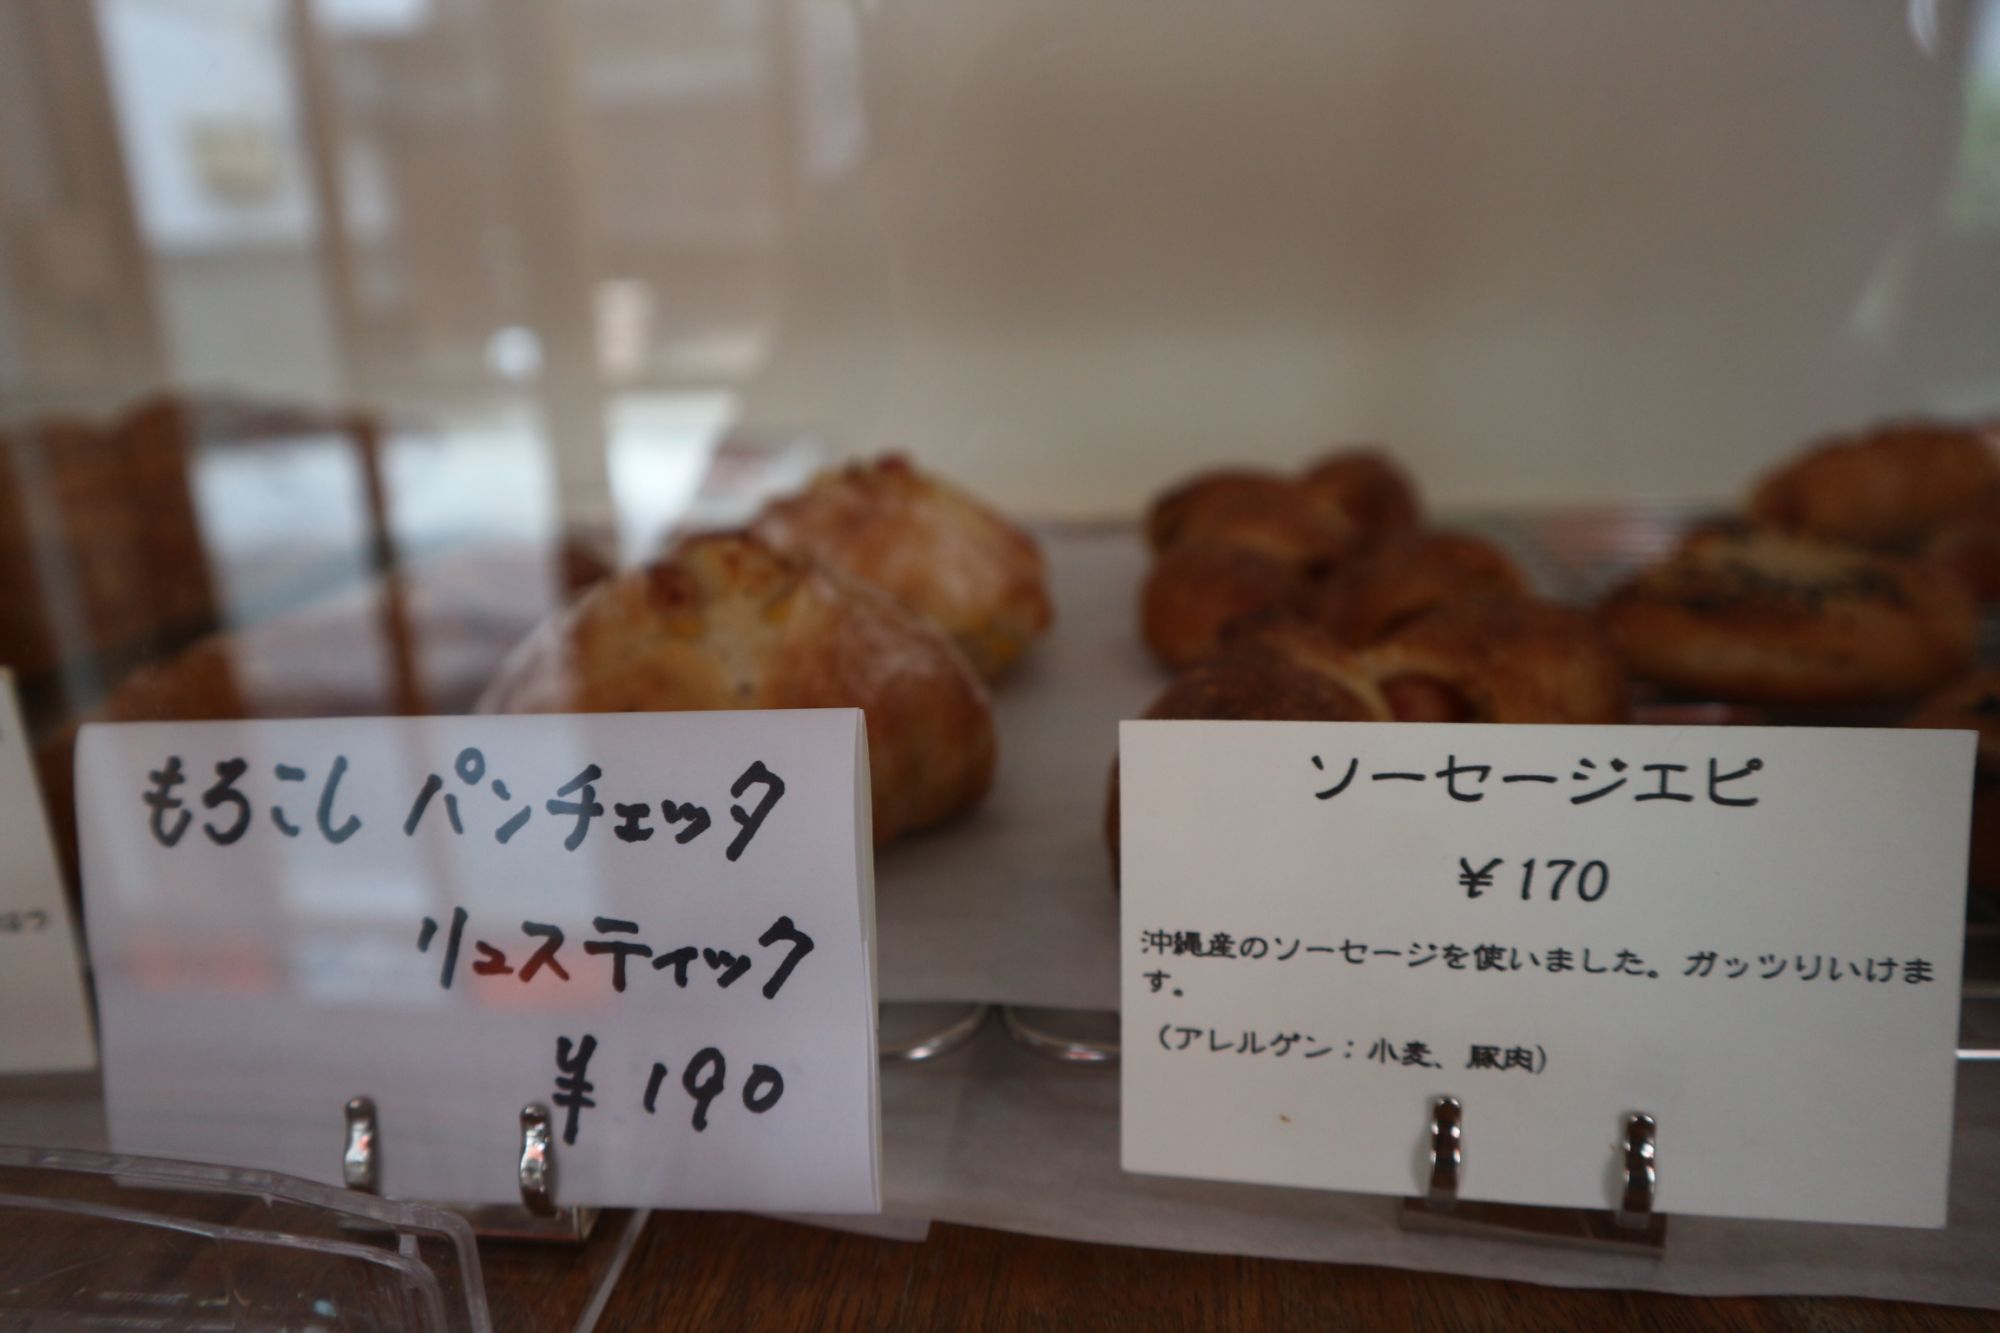 もろこしパンチェッタ
リュスティック
¥190
ソーセージエピ
¥170
沖縄産のソーセージを使いました。ガッツりいけま
す。
（アレルゲン：小麦、豚肉）